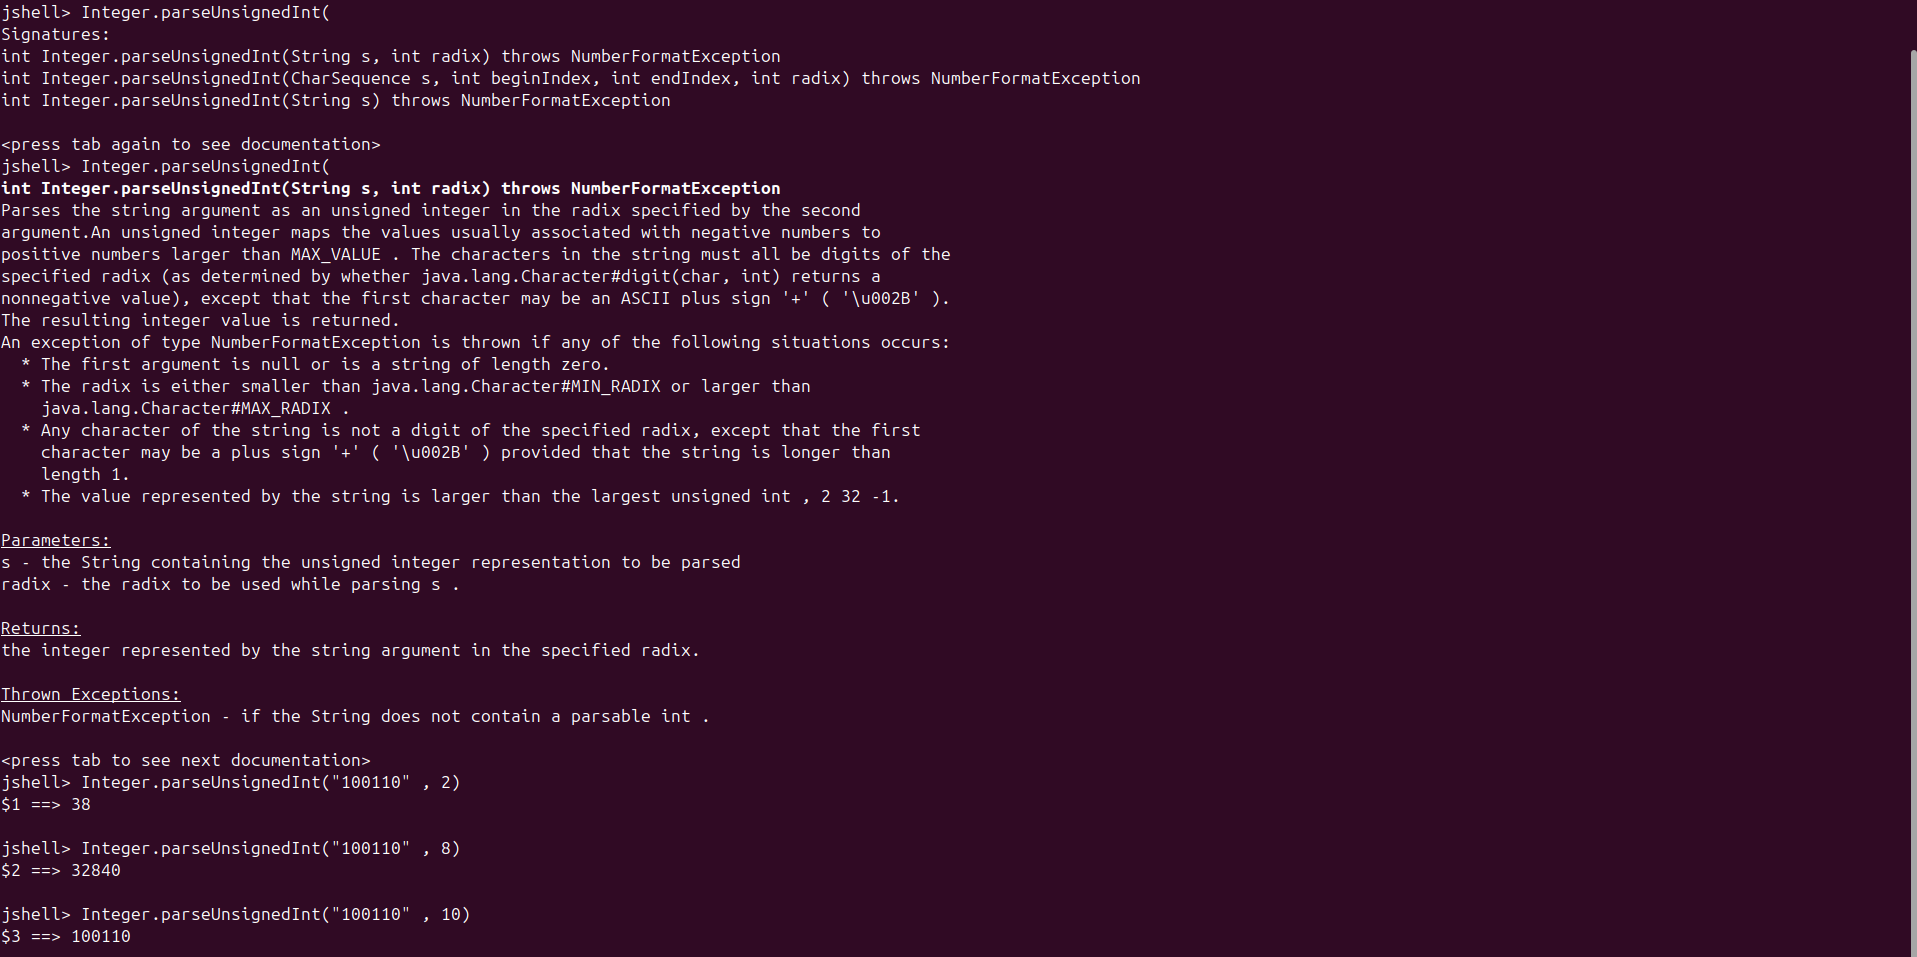 jshell> Integer.parseUnsignedInt(
Signatures:
int Integer.parseUnsignedInt(String s, int radix) throws NumberFormatException
int Integer.parseUnsignedInt(CharSequence s, int beginIndex, int endIndex, int radix) throws NumberFormatException
int Integer.parseUnsignedInt(String s) throws NumberFormatException

<press tab again to see documentation>
jshell> Integer.parseUnsignedInt(
int Integer.parseUnsignedInt(String s, int radix) throws NumberFormatException
Parses the string argument as an unsigned integer in the radix specified by the second
argument.An unsigned integer maps the values usually associated with negative numbers to
positive numbers larger than MAX_VALUE . The characters in the string must all be digits of the
specified radix (as determined by whether java.lang.Character#digit(char, int) returns a
nonnegative value), except that the first character may be an ASCII plus sign '+' ( '\u002B' ).
The resulting integer value is returned.
An exception of type NumberFormatException is thrown if any of the following situations occurs:
  * The first argument is null or is a string of length zero.
  * The radix is either smaller than java.lang.Character#MIN_RADIX or larger than
    java.lang.Character#MAX_RADIX .
  * Any character of the string is not a digit of the specified radix, except that the first
    character may be a plus sign '+' ( '\u002B' ) provided that the string is longer than
    length 1.
  * The value represented by the string is larger than the largest unsigned int , 2 32 -1.

Parameters:
s - the String containing the unsigned integer representation to be parsed
radix - the radix to be used while parsing s .

Returns:
the integer represented by the string argument in the specified radix.

Thrown Exceptions:
NumberFormatException - if the String does not contain a parsable int .

<press tab to see next documentation>
jshell> Integer.parseUnsignedInt("100110" , 2)
$1 ==> 38

jshell> Integer.parseUnsignedInt("100110" , 8)
$2 ==> 32840

jshell> Integer.parseUnsignedInt("100110" , 10)
$3 ==> 100110